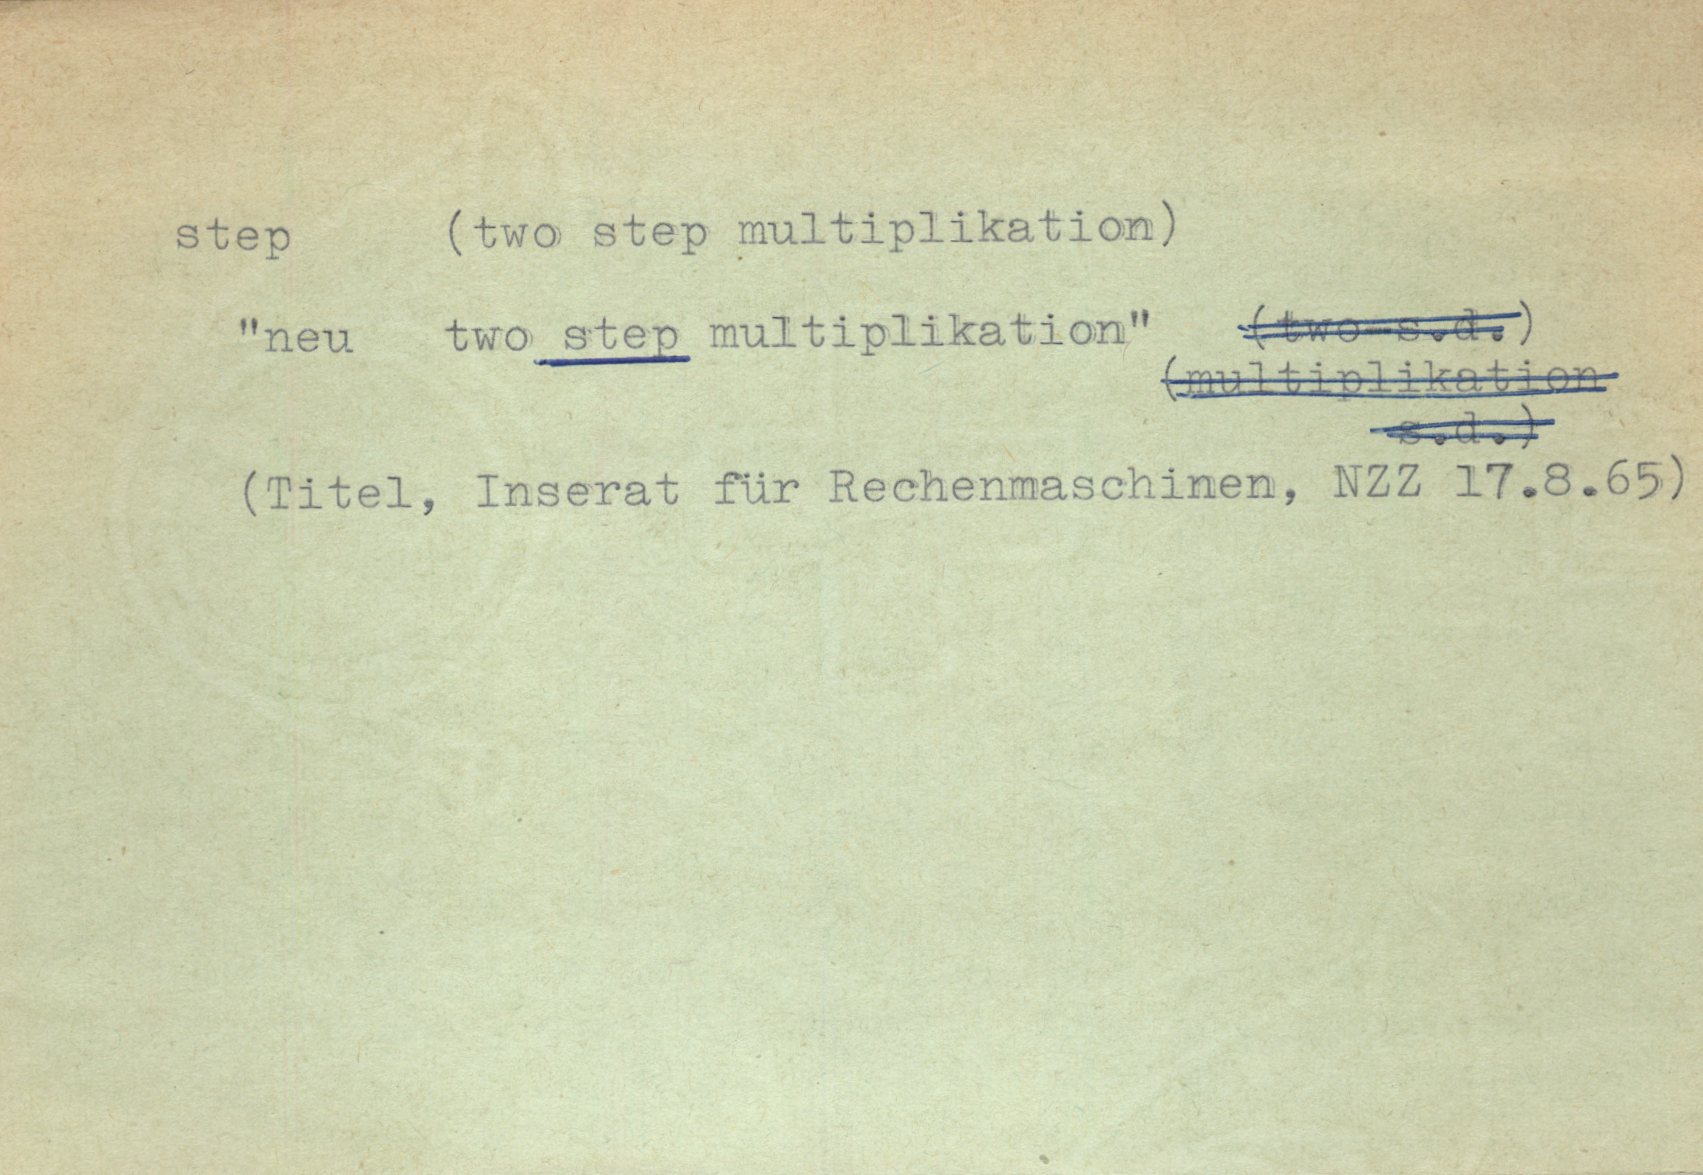 step (two step multiplikation)
"neu two step multiplikation" (two s.d.)
(multiplikation
s.d.)
(Titel, Inserat für Rechenmaschinen, NZZ 17.8.65)